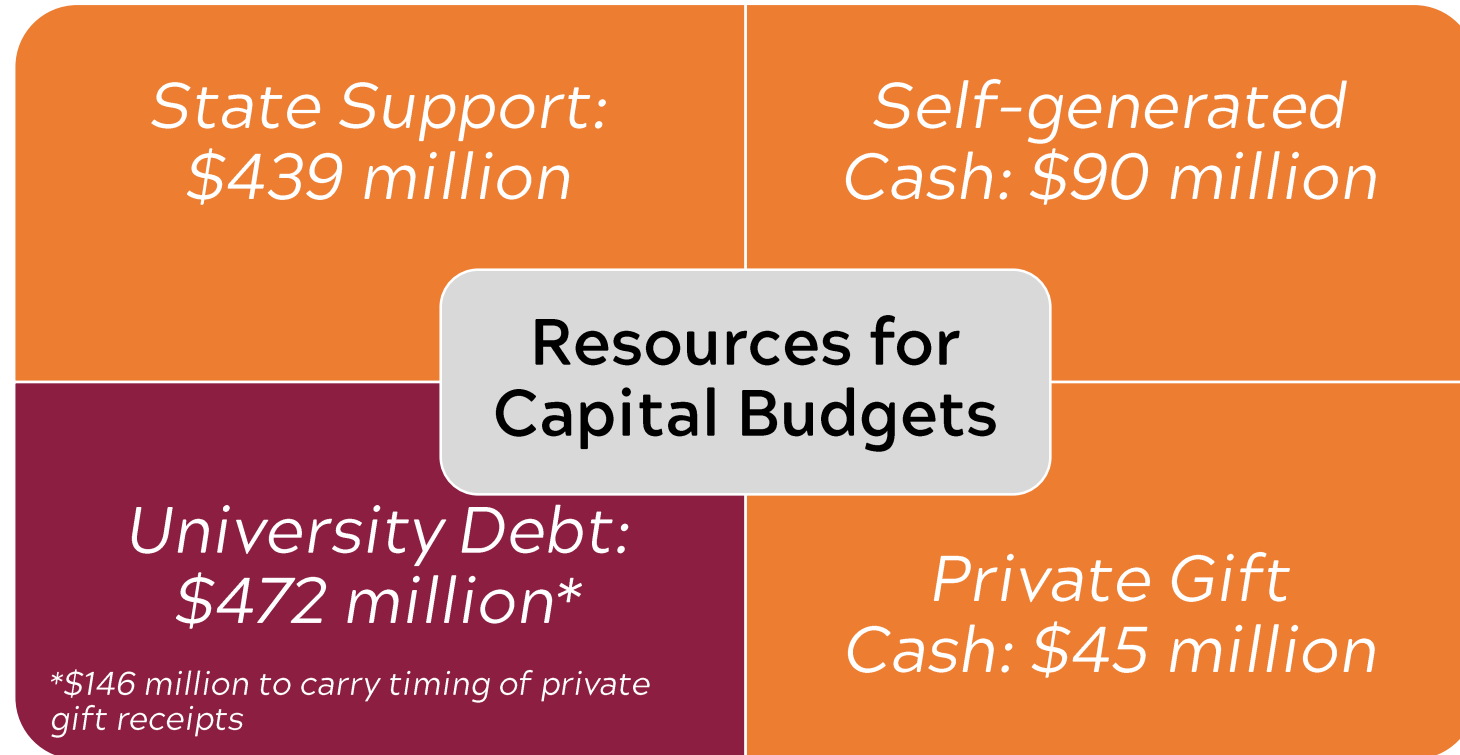 State Support:
$439 million
Self-generated
Cash: $90 million
Resources for
Capital Budgets
University Debt:
$472 million*
*$146 million to carry timing of private
gift receipts
Private Gift
Cash: $45 million